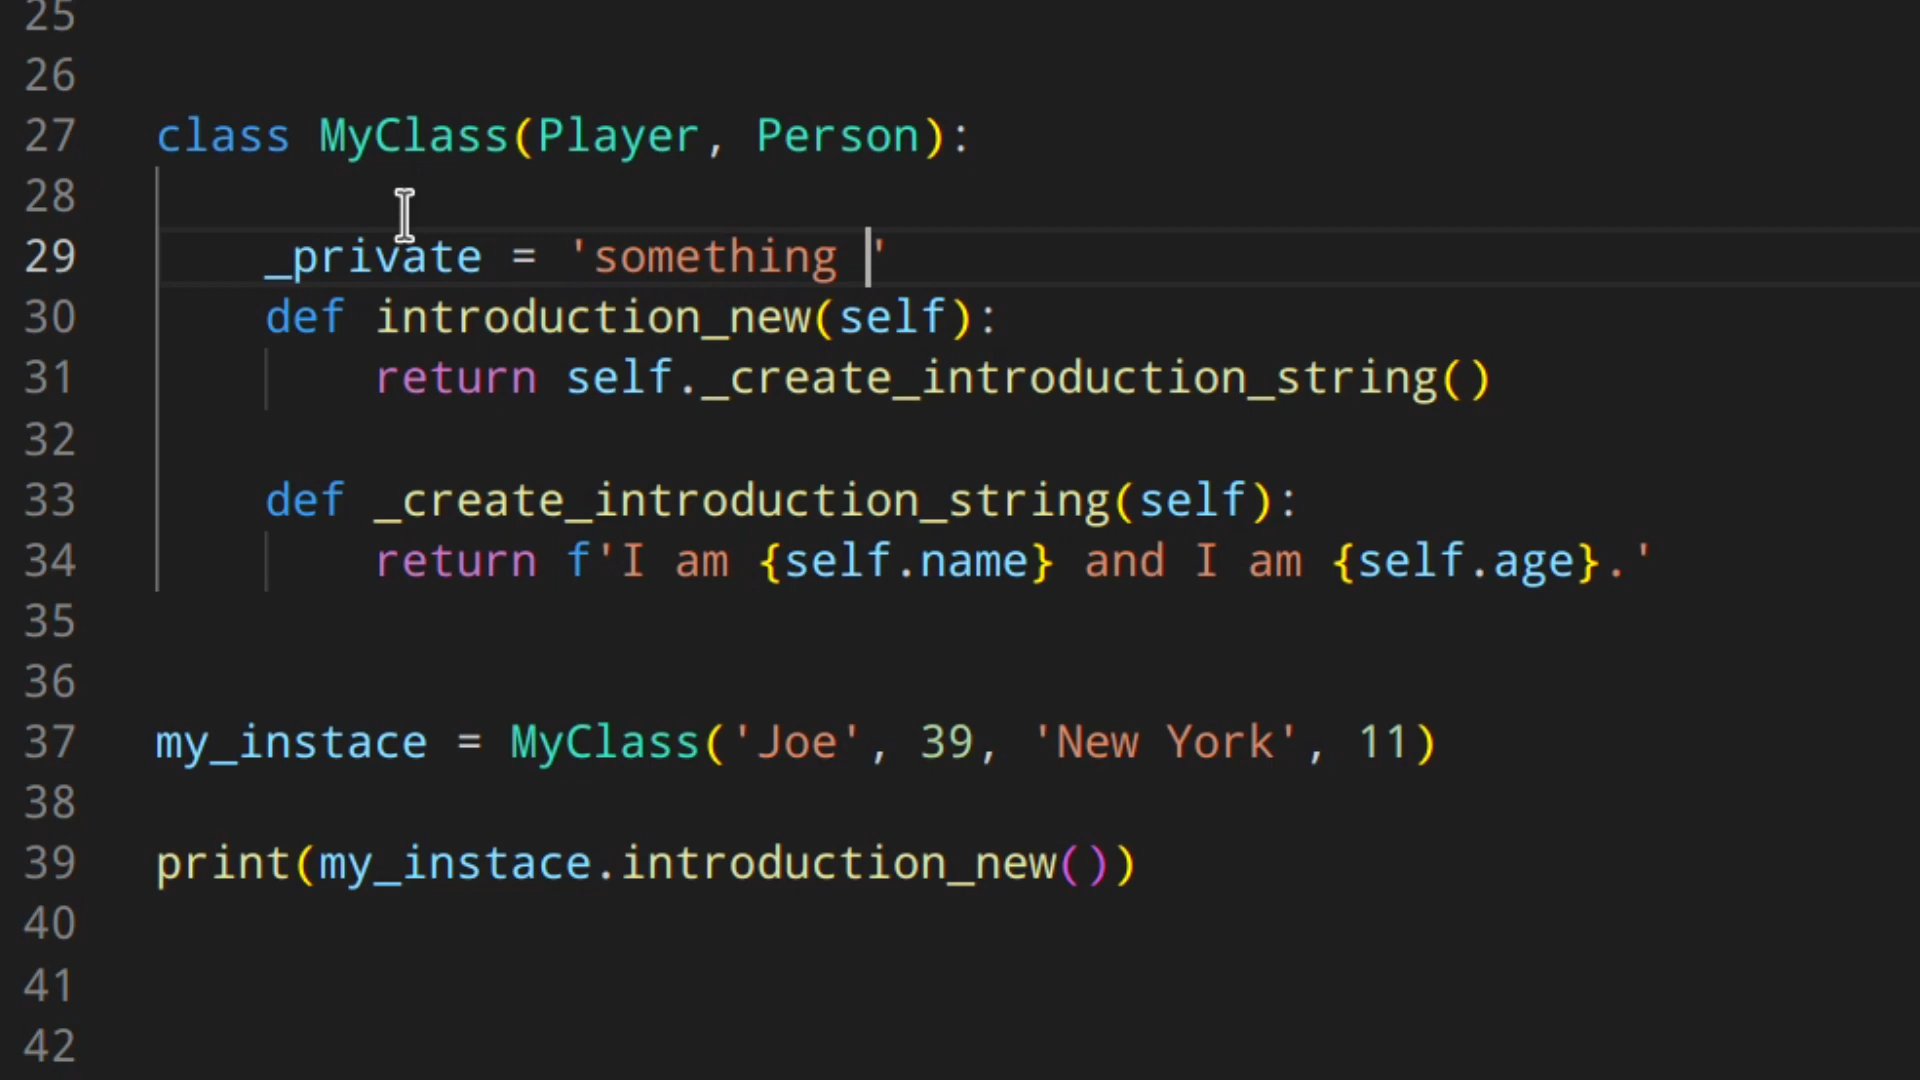 25
26
27 class MyClass(Player, Person):
28
29     _private = 'something '
30     def introduction_new(self):
31         return self._create_introduction_string()
32
33     def _create_introduction_string(self):
34         return f'I am {self.name} and I am {self.age}.'
35
36
37 my_instace = MyClass('Joe', 39, 'New York', 11)
38
39 print(my_instace.introduction_new())
40
41
42